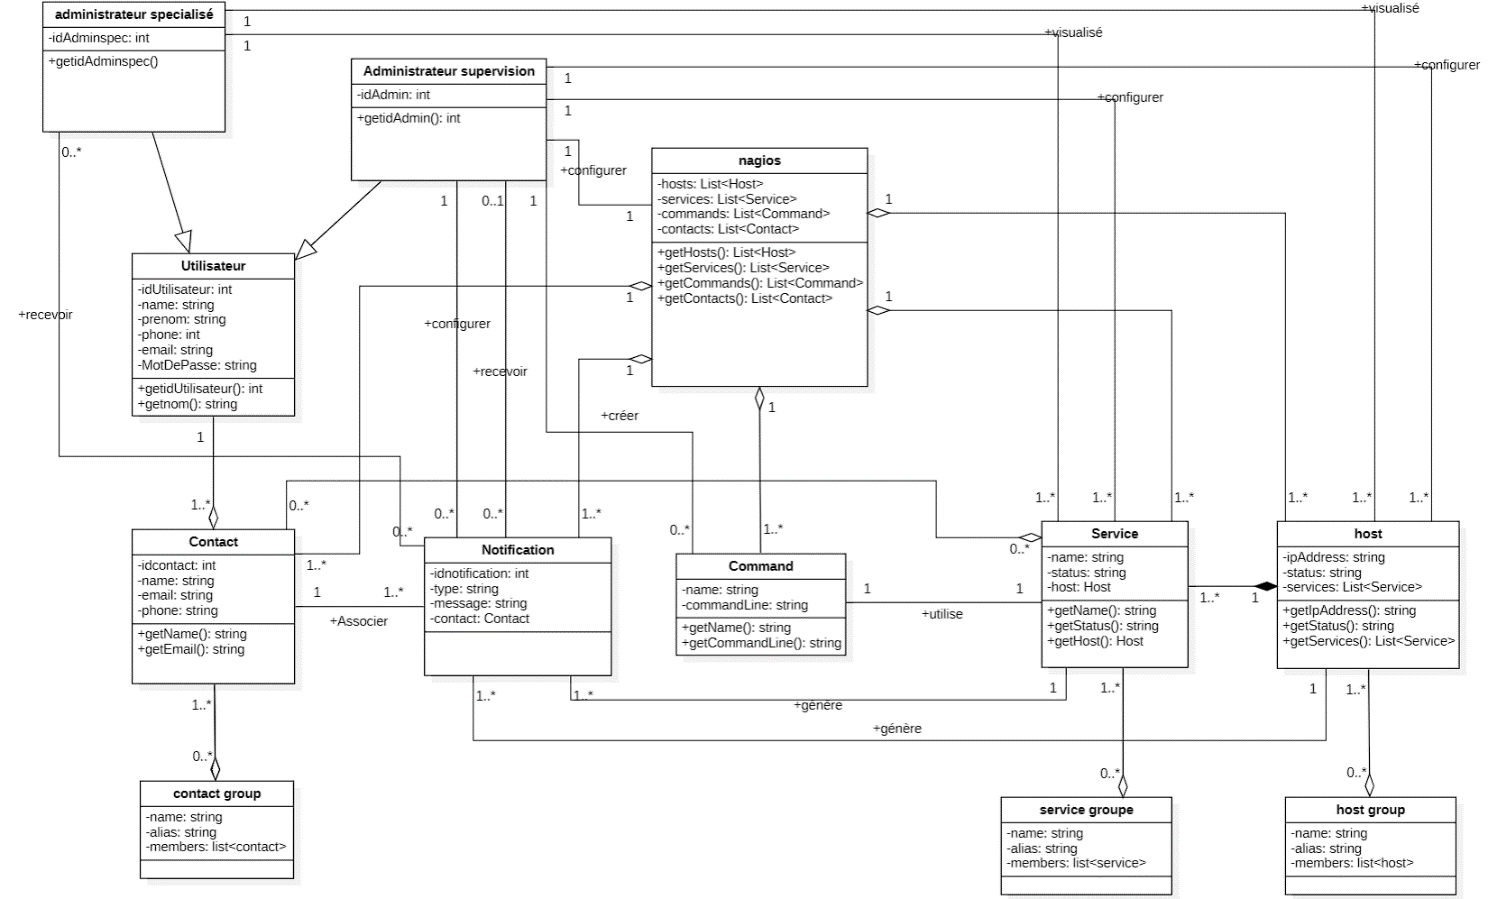 administrateur specialisé
-idAdminspec: int
+getidAdminspec()
1
1
+visualisé
+visualisé
0..*
Administrateur supervision
-idAdmin: int
+getidAdmin(): int
1
1
1
+configurer
+configurer
+configurer
1
1
0..1
1
nagios
-hosts: List<Host>
-services: List<Service>
-commands: List<Command>
-contacts: List<Contact>
+getHosts(): List<Host>
+getServices(): List<Service>
+getCommands(): List<Command>
+getContacts(): List<Contact>
1
1
1
1
1
Utilisateur
-idUtilisateur: int
-name: string
-prenom: string
-phone: int
-email: string
-MotDePasse: string
+getidUtilisateur(): int
+getnom(): string
+recevoir
+configurer
+recevoir
+créer
1
1..*
0..*
0..*
0..*
0..*
1..*
0..*
1..*
0..*
1..*
1..*
1..*
1..*
1..*
1..*
Contact
-idcontact: int
-name: string
-email: string
-phone: string
+getName(): string
+getEmail(): string
1..*
1
1..*
+Associer
Notification
-idnotification: int
-type: string
-message: string
-contact: Contact
Command
-name: string
-commandLine: string
+getName(): string
+getCommandLine(): string
1
1
+utilise
Service
-name: string
-status: string
-host: Host
+getName(): string
+getStatus(): string
+getHost(): Host
1..*
1
host
-ipAddress: string
-status: string
-services: List<Service>
+getIpAddress(): string
+getStatus(): string
+getServices(): List<Service>
1..*
1..*
1..*
1
1..*
1
1..*
+génère
+génère
0..*
0..*
0..*
contact group
-name: string
-alias: string
-members: list<contact>
service groupe
-name: string
-alias: string
-members: list<service>
host group
-name: string
-alias: string
-members: list<host>